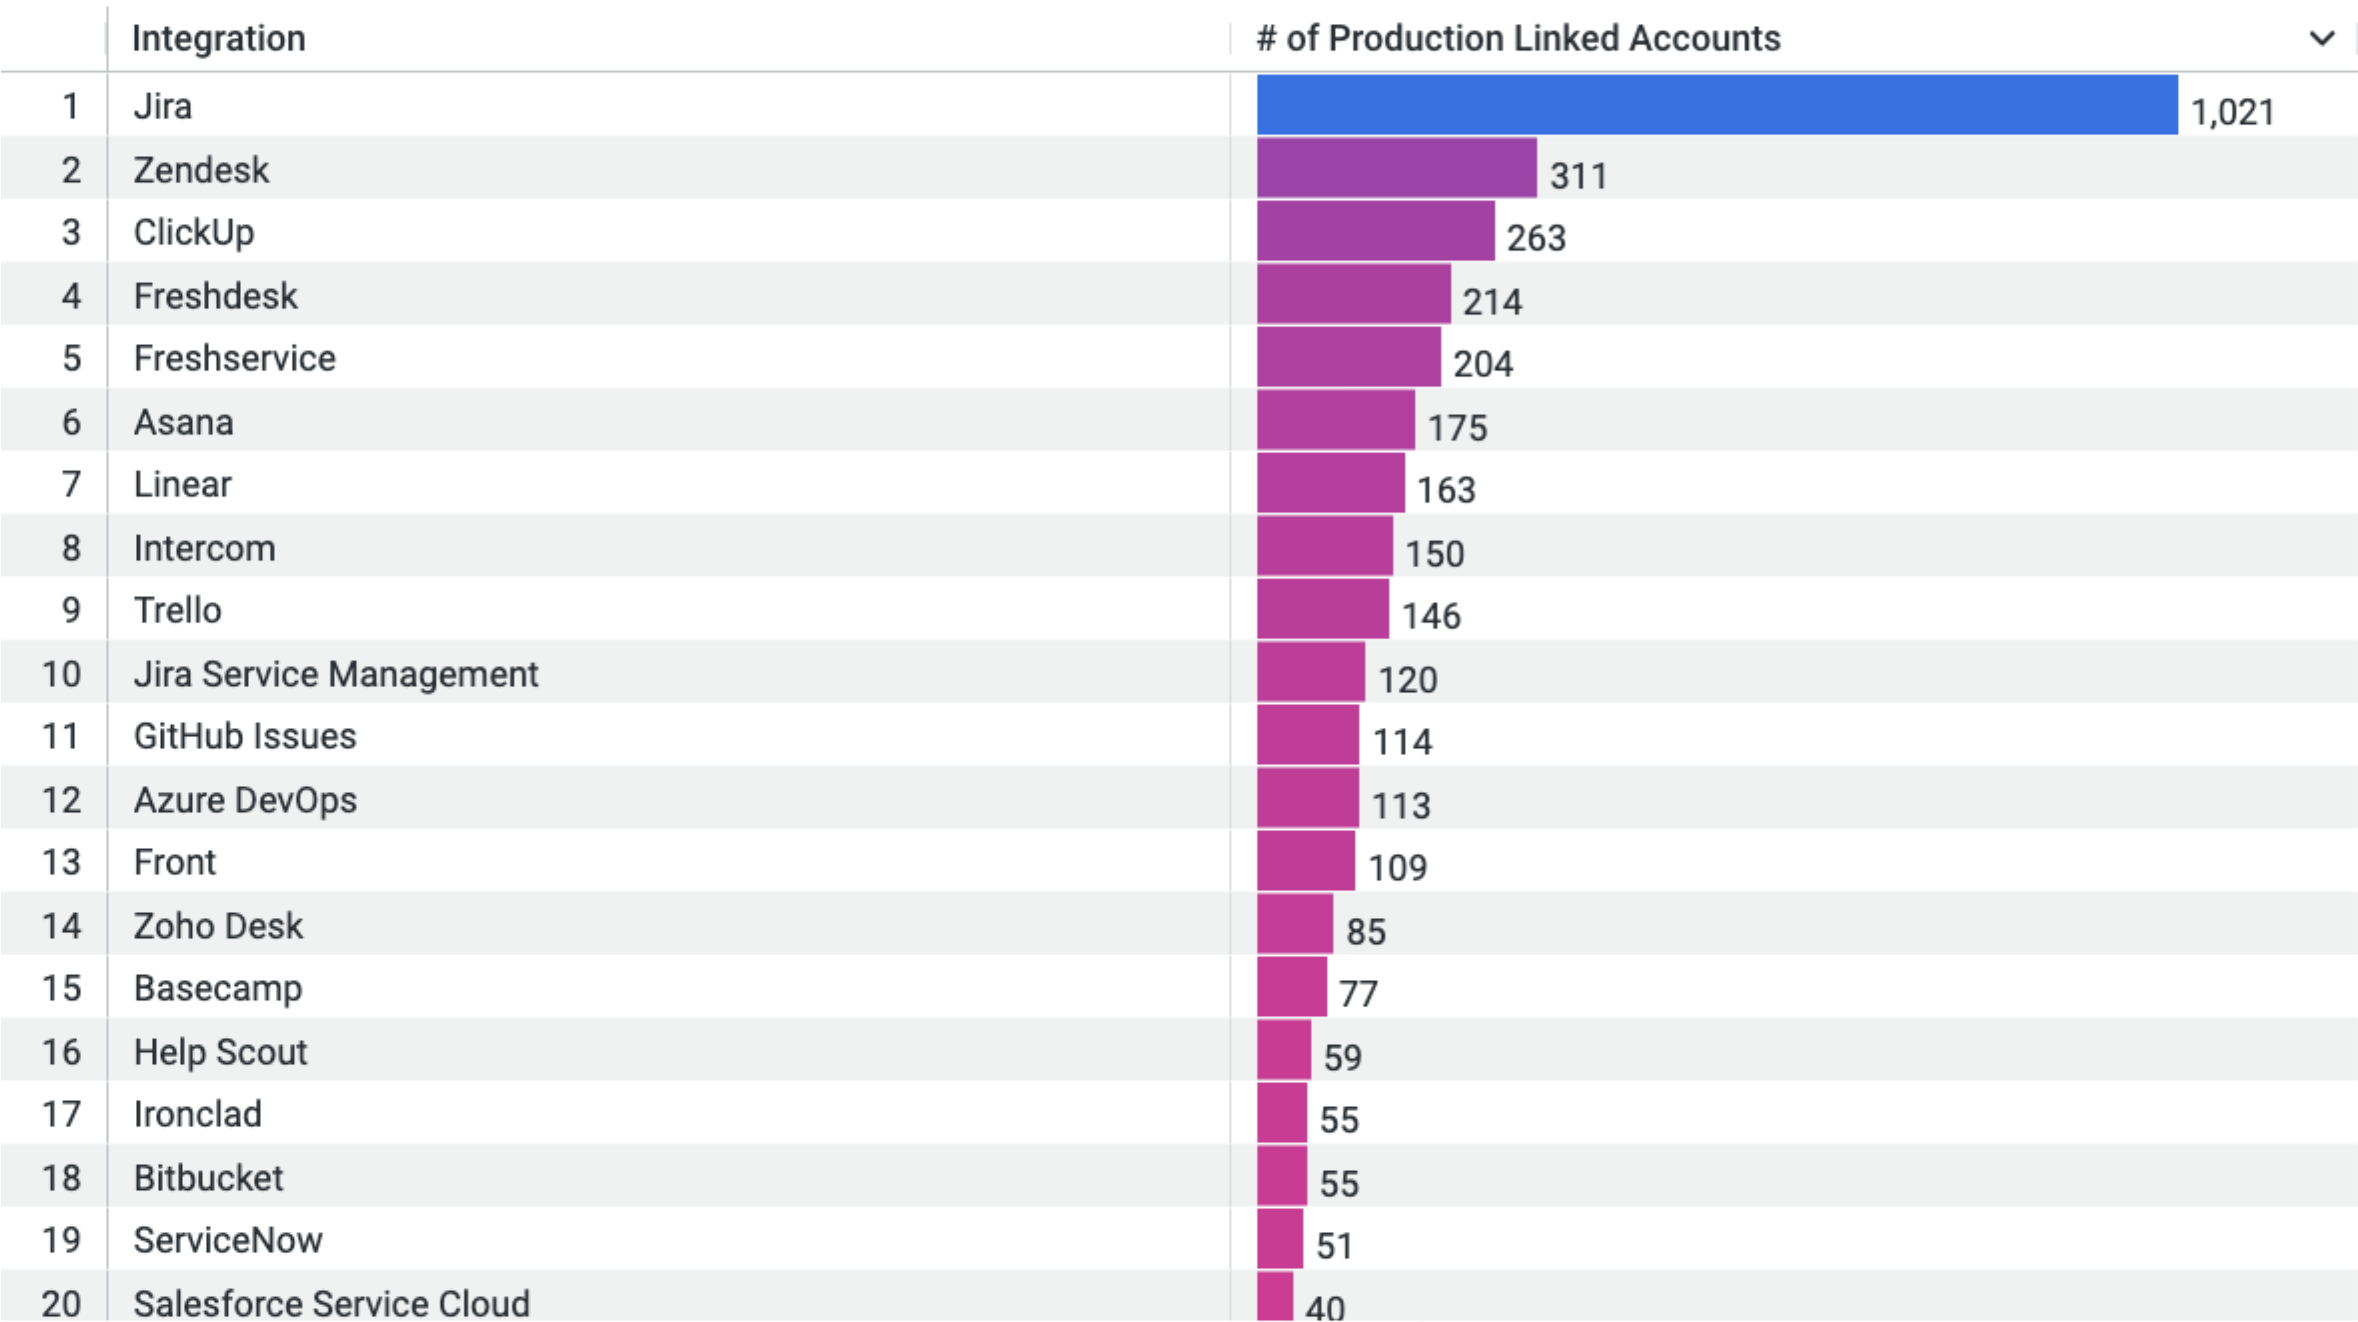 Integration # of Production Linked Accounts
1 Jira 1,021
2 Zendesk 311
3 ClickUp 263
4 Freshdesk 214
5 Freshservice 204
6 Asana 175
7 Linear 163
8 Intercom 150
9 Trello 146
10 Jira Service Management 120
11 GitHub Issues 114
12 Azure DevOps 113
13 Front 109
14 Zoho Desk 85
15 Basecamp 77
16 Help Scout 59
17 Ironclad 55
18 Bitbucket 55
19 ServiceNow 51
20 Salesforce Service Cloud 40